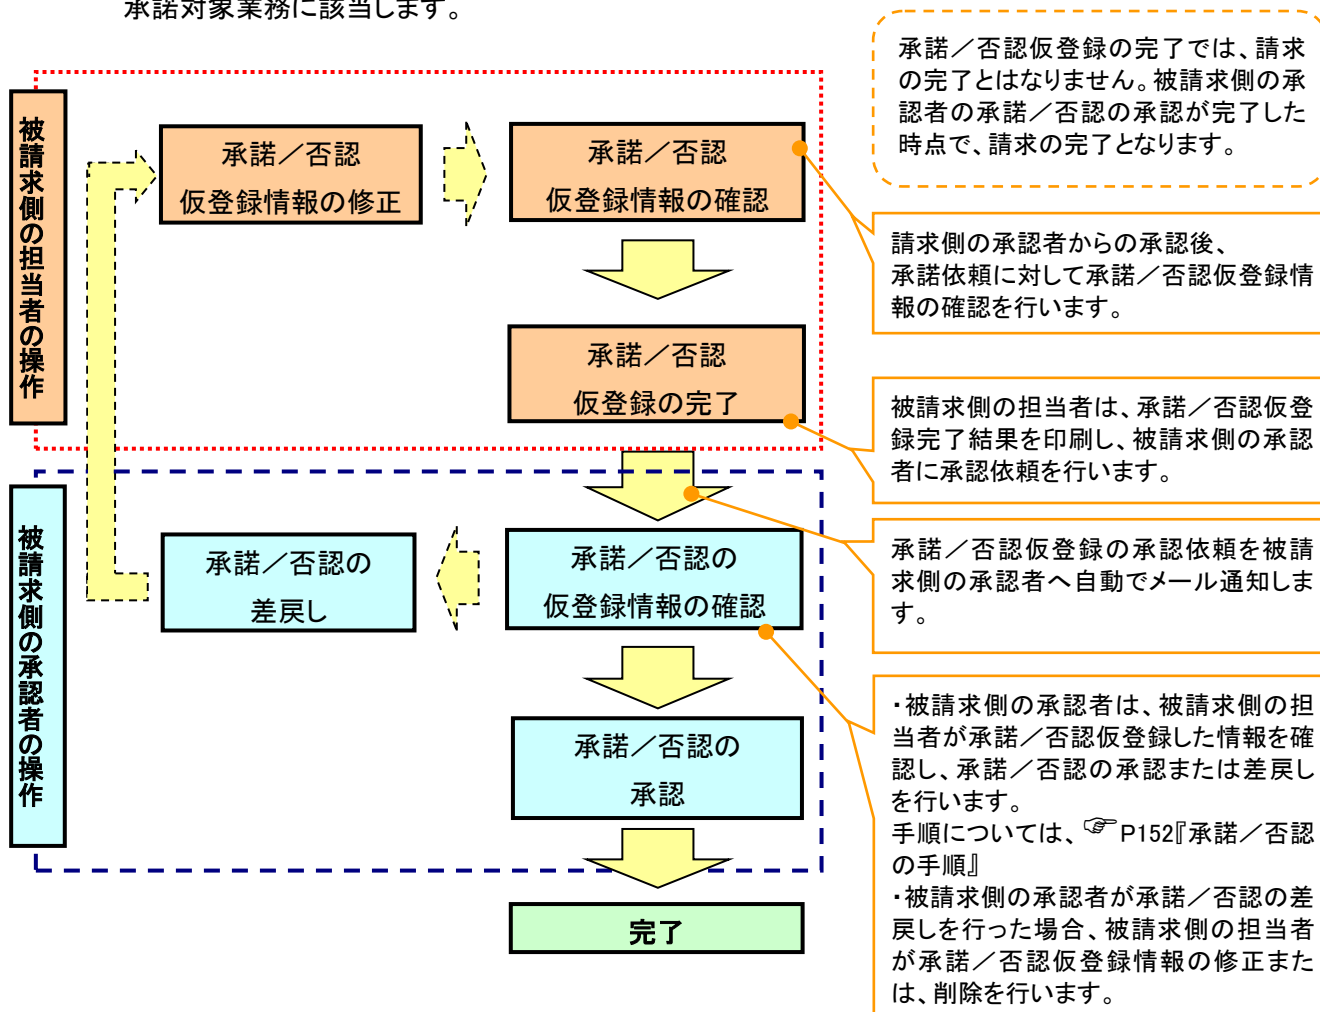 承諾対象業務に該当します。
承諾／否認仮登録の完了では、請求
の完了とはなりません。被請求側の承
認者の承諾／否認の承認が完了した
時点で、請求の完了となります。
被請求側の担当者の操作
承諾／否認
仮登録情報の修正
承諾／否認
仮登録情報の確認
請求側の承認者からの承認後、
承諾依頼に対して承諾／否認仮登録情
報の確認を行います。
承諾／否認
仮登録の完了
被請求側の担当者は、承諾／否認仮登
録完了結果を印刷し、被請求側の承認
者に承認依頼を行います。
被請求側の承認者の操作
承諾／否認の
差戻し
承諾／否認の
仮登録情報の確認
承諾／否認仮登録の承認依頼を被請
求側の承認者へ自動でメール通知しま
す。
承諾／否認の
承認
・被請求側の承認者は、被請求側の担
当者が承諾／否認仮登録した情報を確
認し、承諾／否認の承認または差戻し
を行います。
手順については、☞P152『承諾／否認
の手順』
・被請求側の承認者が承諾／否認の差
戻しを行った場合、被請求側の担当者
が承諾／否認仮登録情報の修正また
は、削除を行います。
完了